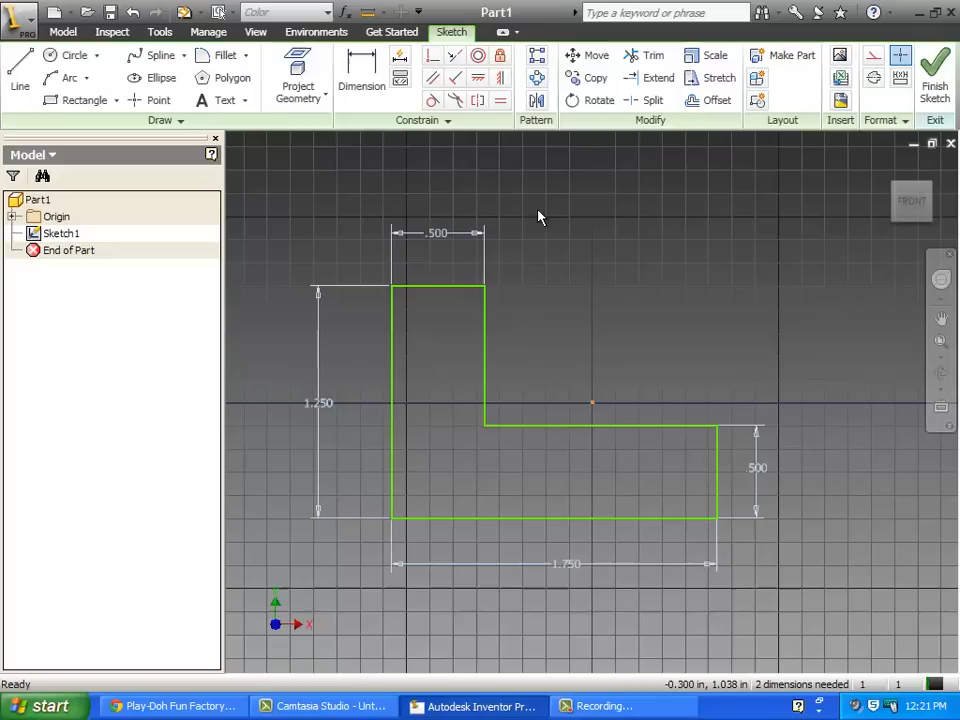 PRO
Color
Part1
Type a keyword or phrase
Model Inspect Tools Manage View Environments Get Started Sketch
Line
Circle
Arc
Rectangle
Spline
Ellipse
Point
Fillet
Polygon
Text
Project Geometry
Dimension
Move
Copy
Rotate
Trim
Extend
Split
Scale
Stretch
Offset
Make Part
Finish Sketch
Draw
Constrain
Pattern
Modify
Layout
Insert
Format
Exit
Model
Part1
Origin
Sketch1
End of Part
FRONT
.500
1.250
.500
1.750
Y
X
Ready
-0.300 in, 1.038 in 2 dimensions needed 1 1
start
Play-Doh Fun Factory...
Camtasia Studio - Unt...
Autodesk Inventor Pr...
Recording...
12:21 PM